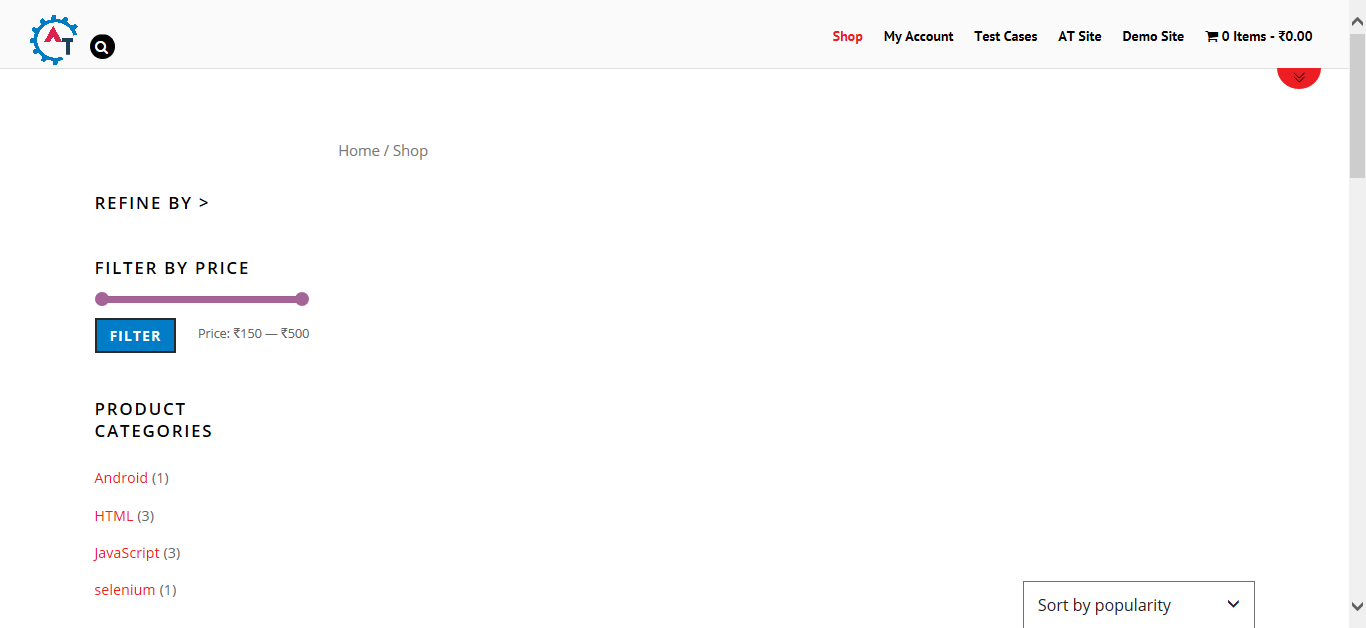 AT
Shop My Account Test Cases AT Site Demo Site 0 Items - ₹0.00
Home / Shop
REFINE BY >
FILTER BY PRICE
FILTER Price: ₹150 — ₹500
PRODUCT
CATEGORIES
Android (1)
HTML (3)
JavaScript (3)
selenium (1)
Sort by popularity